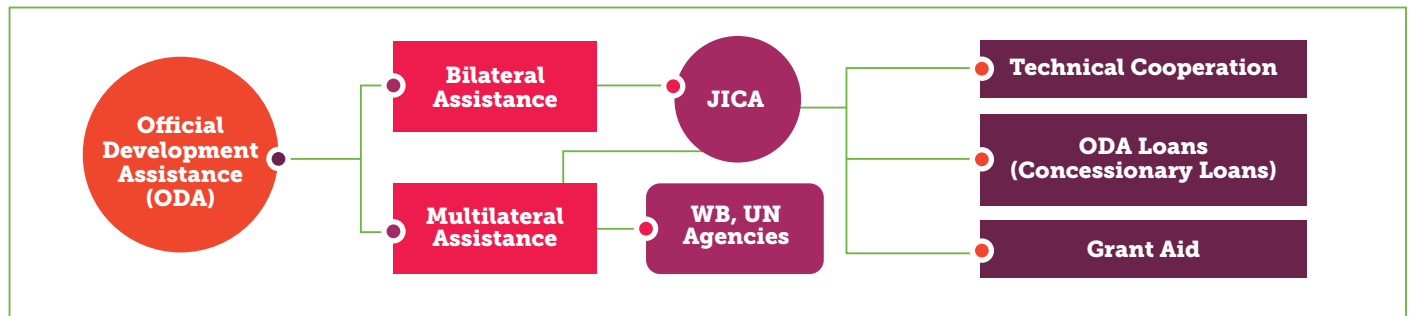 Official
Development
Assistance
(ODA)
Bilateral
Assistance
Multilateral
Assistance
JICA
WB, UN
Agencies
Technical Cooperation
ODA Loans
(Concessionary Loans)
Grant Aid